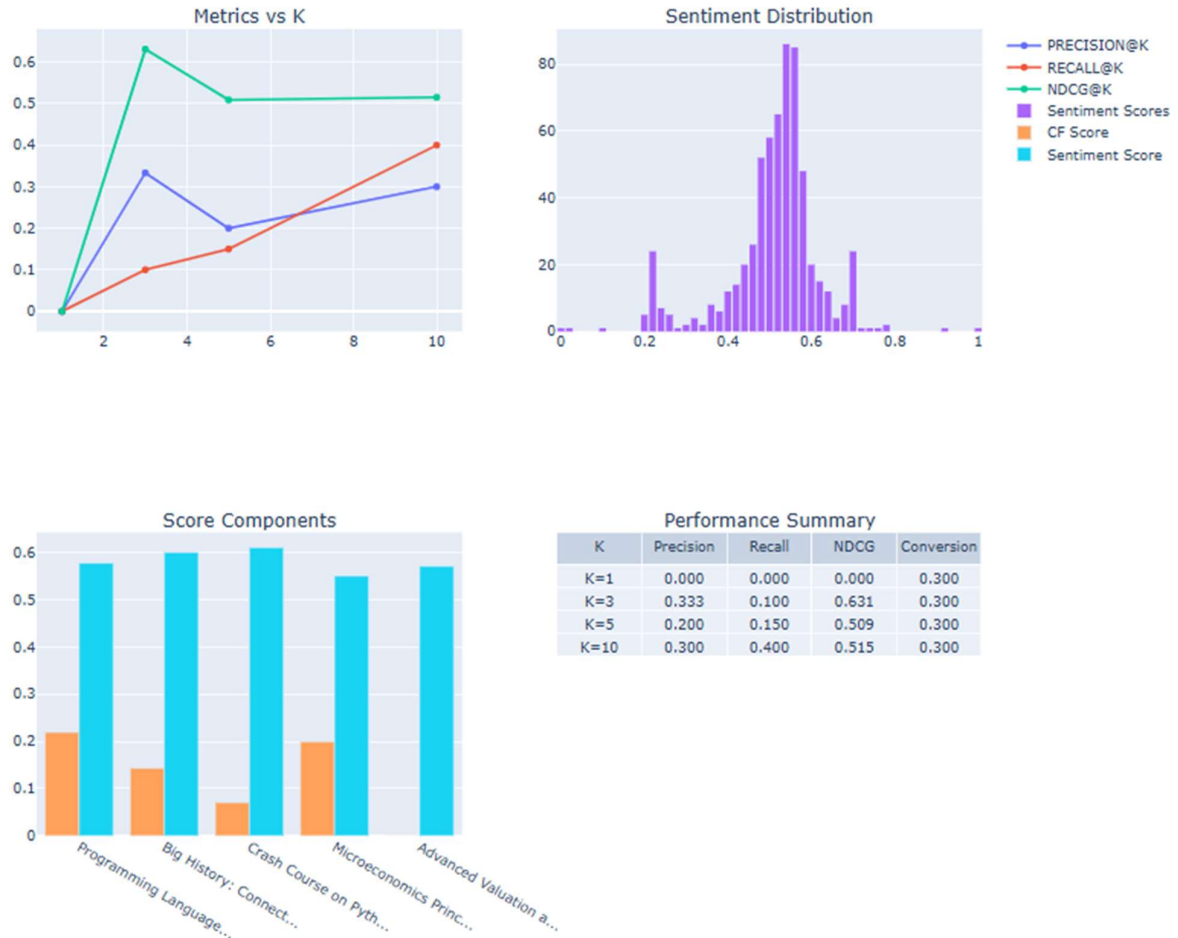 Metrics vs K
0.6
0.5
0.4
0.3
0.2
0.1
0
2 4 6 8 10
Sentiment Distribution
80
60
40
20
0
0 0.2 0.4 0.6 0.8 1
PRECISION@K
RECALL@K
NDCG@K
Sentiment Scores
CF Score
Sentiment Score
Score Components
0.6
0.5
0.4
0.3
0.2
0.1
0
Programming Language...
Big History: Connect...
Crash Course on Pyth...
Microeconomics Princ...
Advanced Valuation a...
Performance Summary
K Precision Recall NDCG Conversion
K=1 0.000 0.000 0.000 0.300
K=3 0.333 0.100 0.631 0.300
K=5 0.200 0.150 0.509 0.300
K=10 0.300 0.400 0.515 0.300